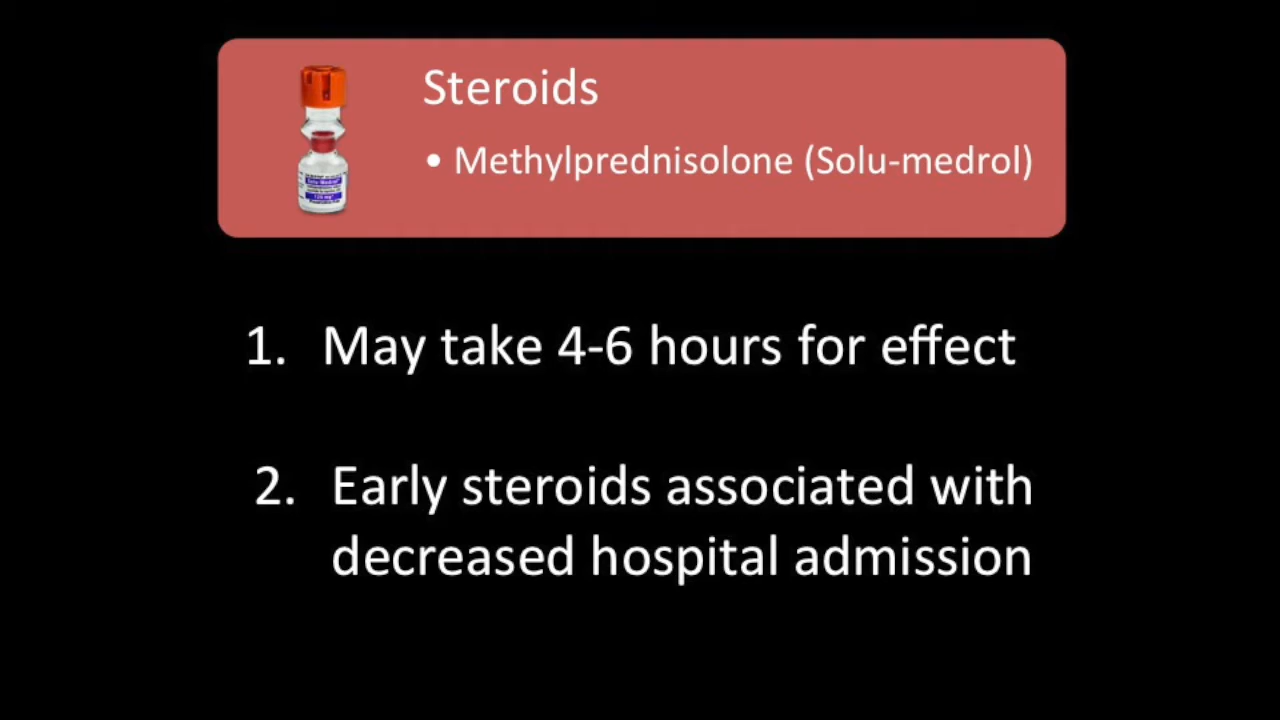 Steroids
• Methylprednisolone (Solu-medrol)
1. May take 4-6 hours for effect
2. Early steroids associated with
decreased hospital admission